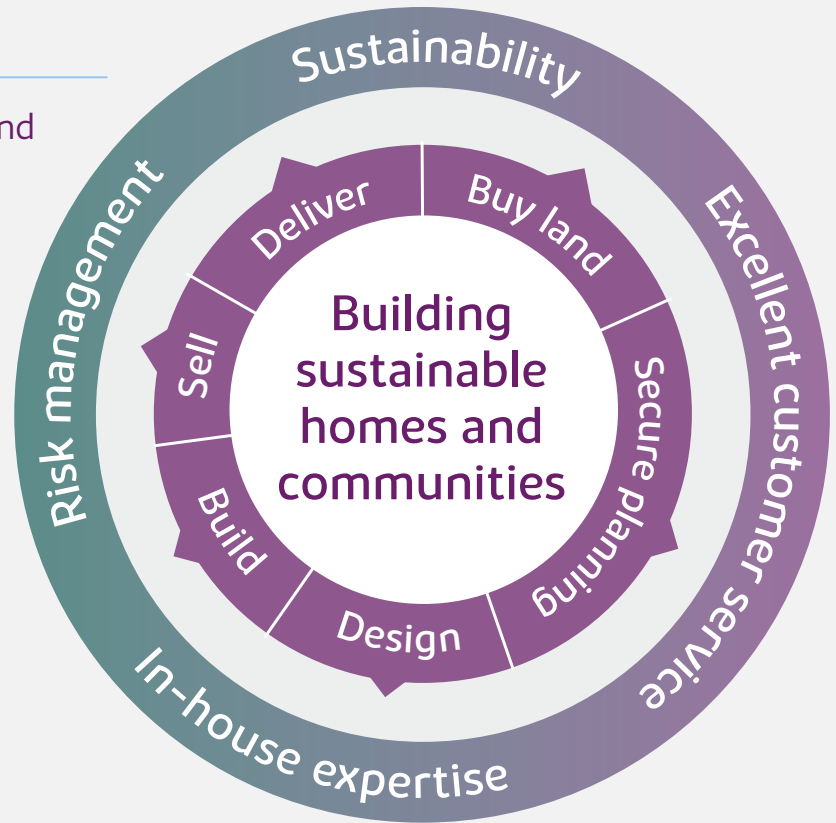 nd
Sustainability
Excellent customer service
In-house expertise
Risk management
Buy land
Secure planning
Design
Build
Sell
Deliver
Building
sustainable
homes and
communities